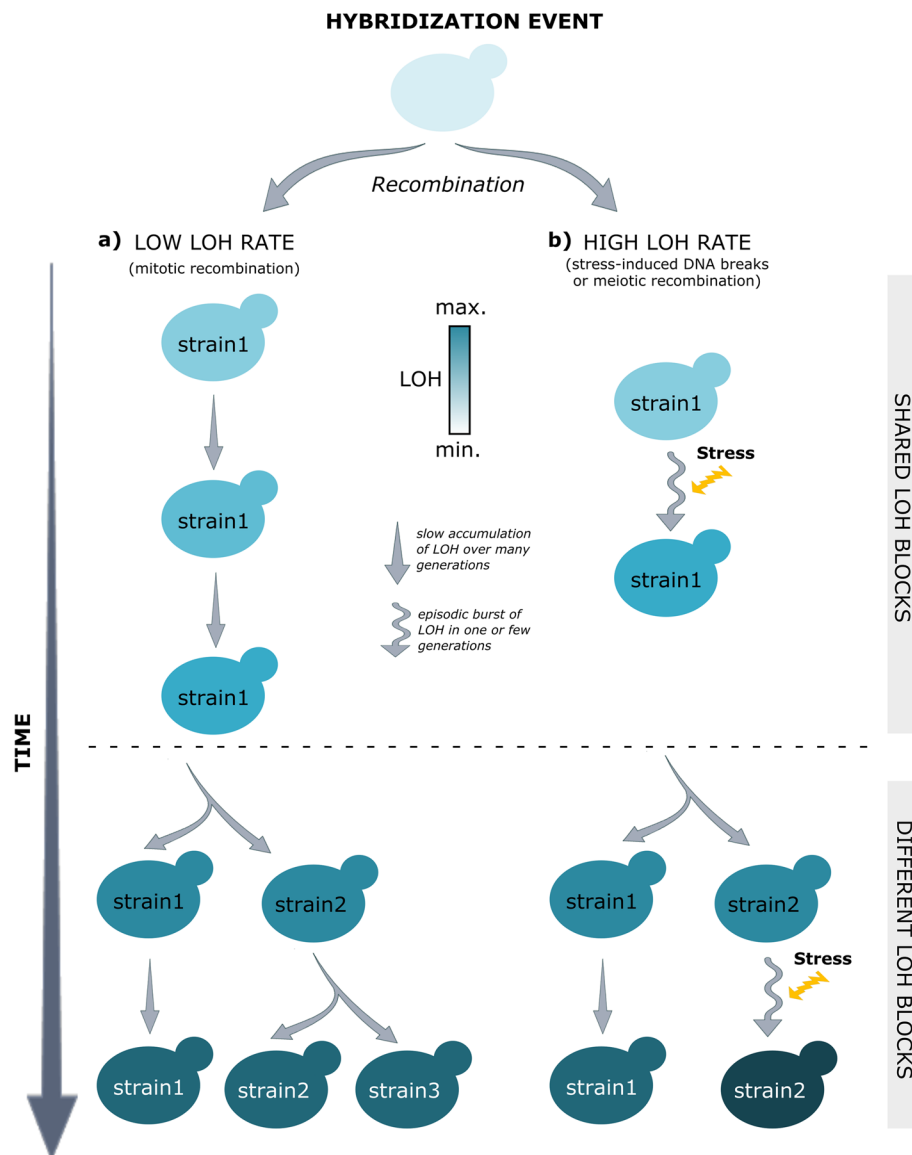 HYBRIDIZATION EVENT
Recombination
a) LOW LOH RATE
(mitotic recombination)
b) HIGH LOH RATE
(stress-induced DNA breaks
or meiotic recombination)
strain1
strain1
strain1
max.
LOH
min.
slow accumulation
of LOH over many
generations
episodic burst of
LOH in one or few
generations
strain1
Stress
strain1
SHARED LOH BLOCKS
TIME
strain1
strain2
strain1
strain2
Stress
strain1
strain2
strain3
strain1
strain2
DIFFERENT LOH BLOCKS